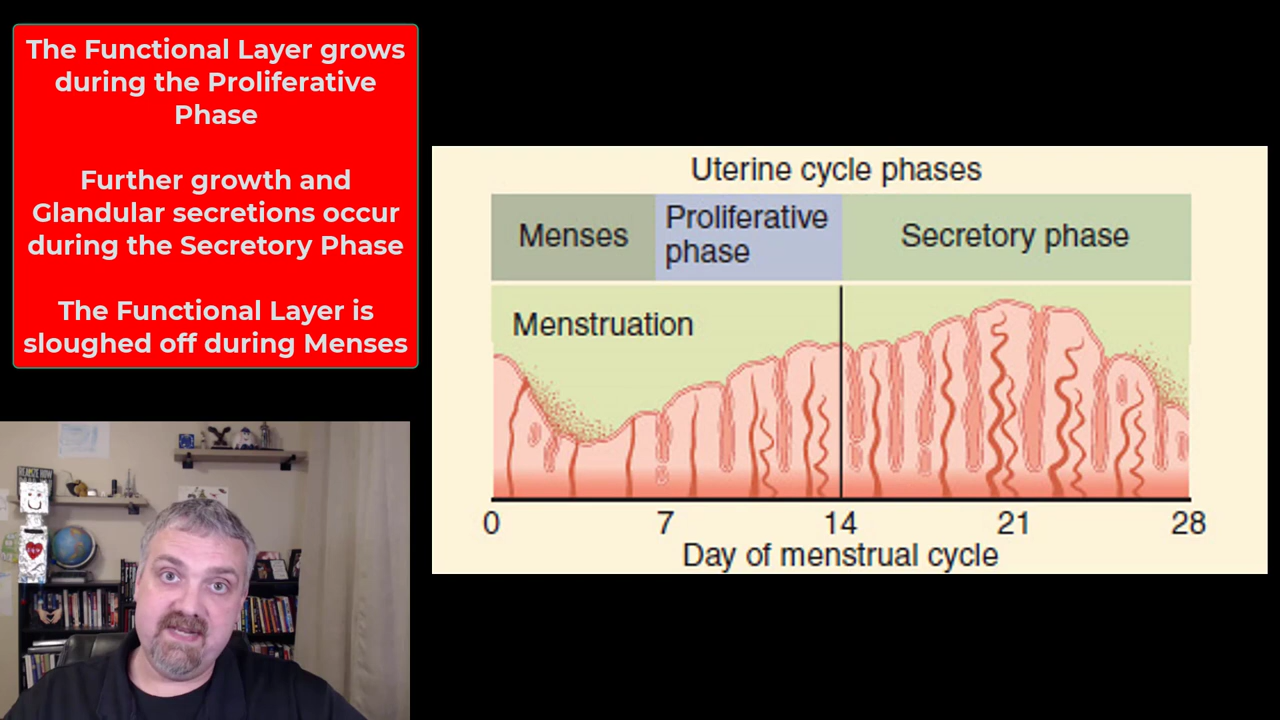 The Functional Layer grows
during the Proliferative
Phase
Further growth and
Glandular secretions occur
during the Secretory Phase
The Functional Layer is
sloughed off during Menses
Uterine cycle phases
Menses
Proliferative
phase
Secretory phase
Menstruation
0 7 14 21 28
Day of menstrual cycle